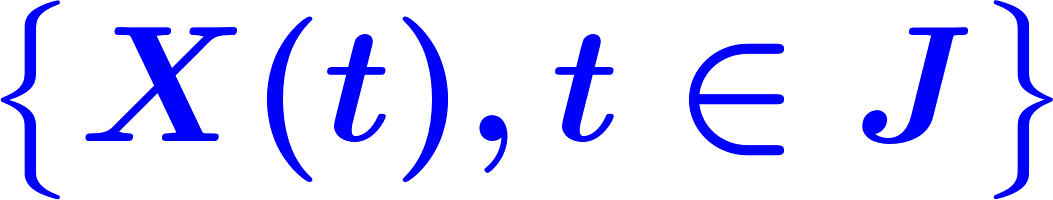 {X(t), t ∈ J}